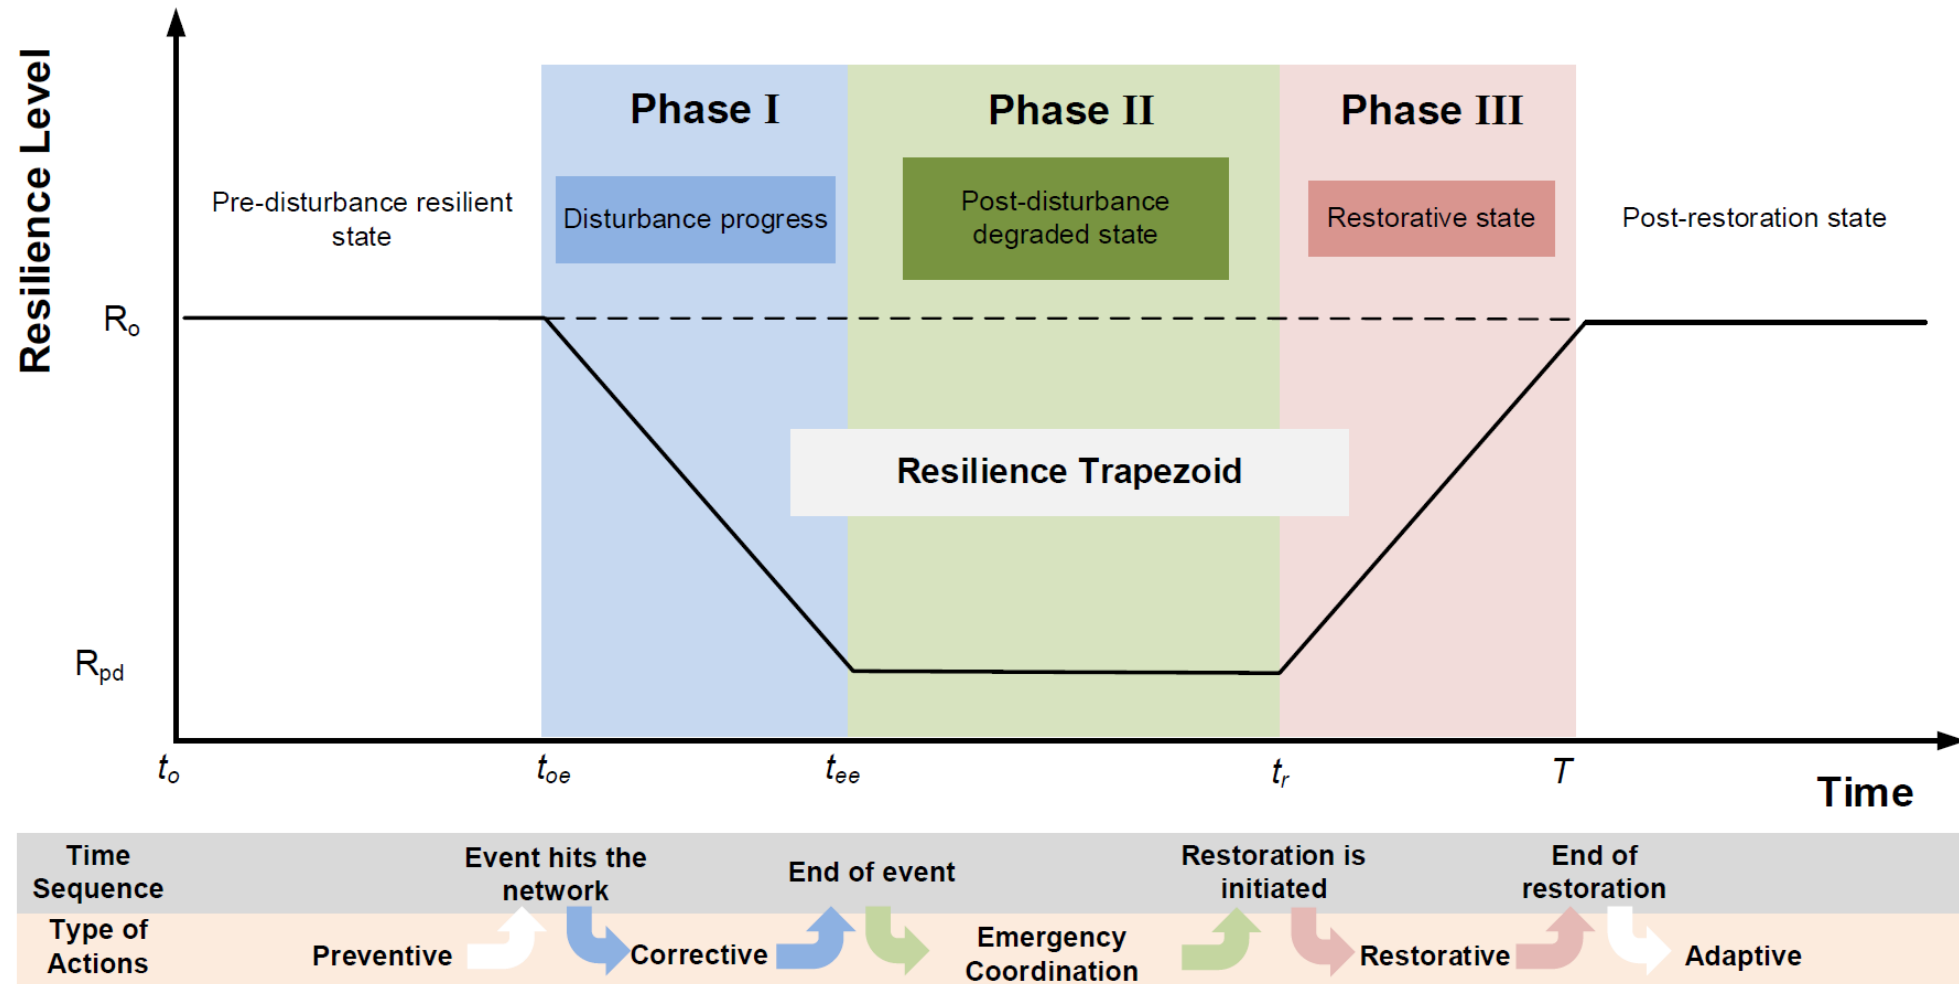 Resilience Level
Phase I
Phase II
Phase III
Pre-disturbance resilient
state
Disturbance progress
Post-disturbance
degraded state
Restorative state
Post-restoration state
Ro
Resilience Trapezoid
Rpd
to
toe
tee
tr
T
Time
Time
Sequence
Event hits the
network
End of event
Restoration is
initiated
End of
restoration
Type of
Actions
Preventive
Corrective
Emergency
Coordination
Restorative
Adaptive